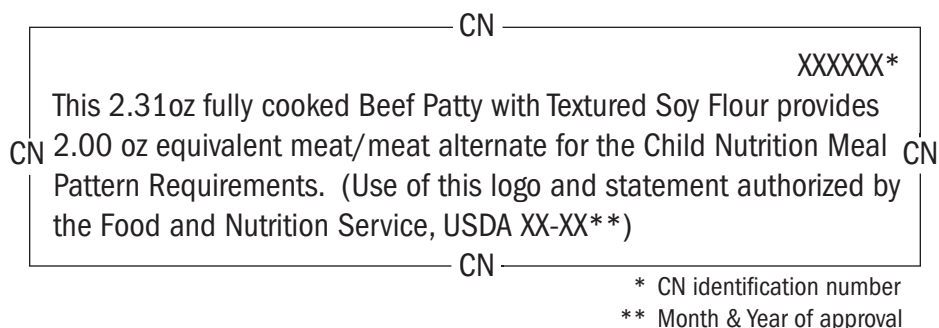 CN
XXXXXX*
This 2.31oz fully cooked Beef Patty with Textured Soy Flour provides
CN 2.00 oz equivalent meat/meat alternate for the Child Nutrition Meal CN
Pattern Requirements. (Use of this logo and statement authorized by
the Food and Nutrition Service, USDA XX-XX**)
CN
* CN identification number
** Month & Year of approval